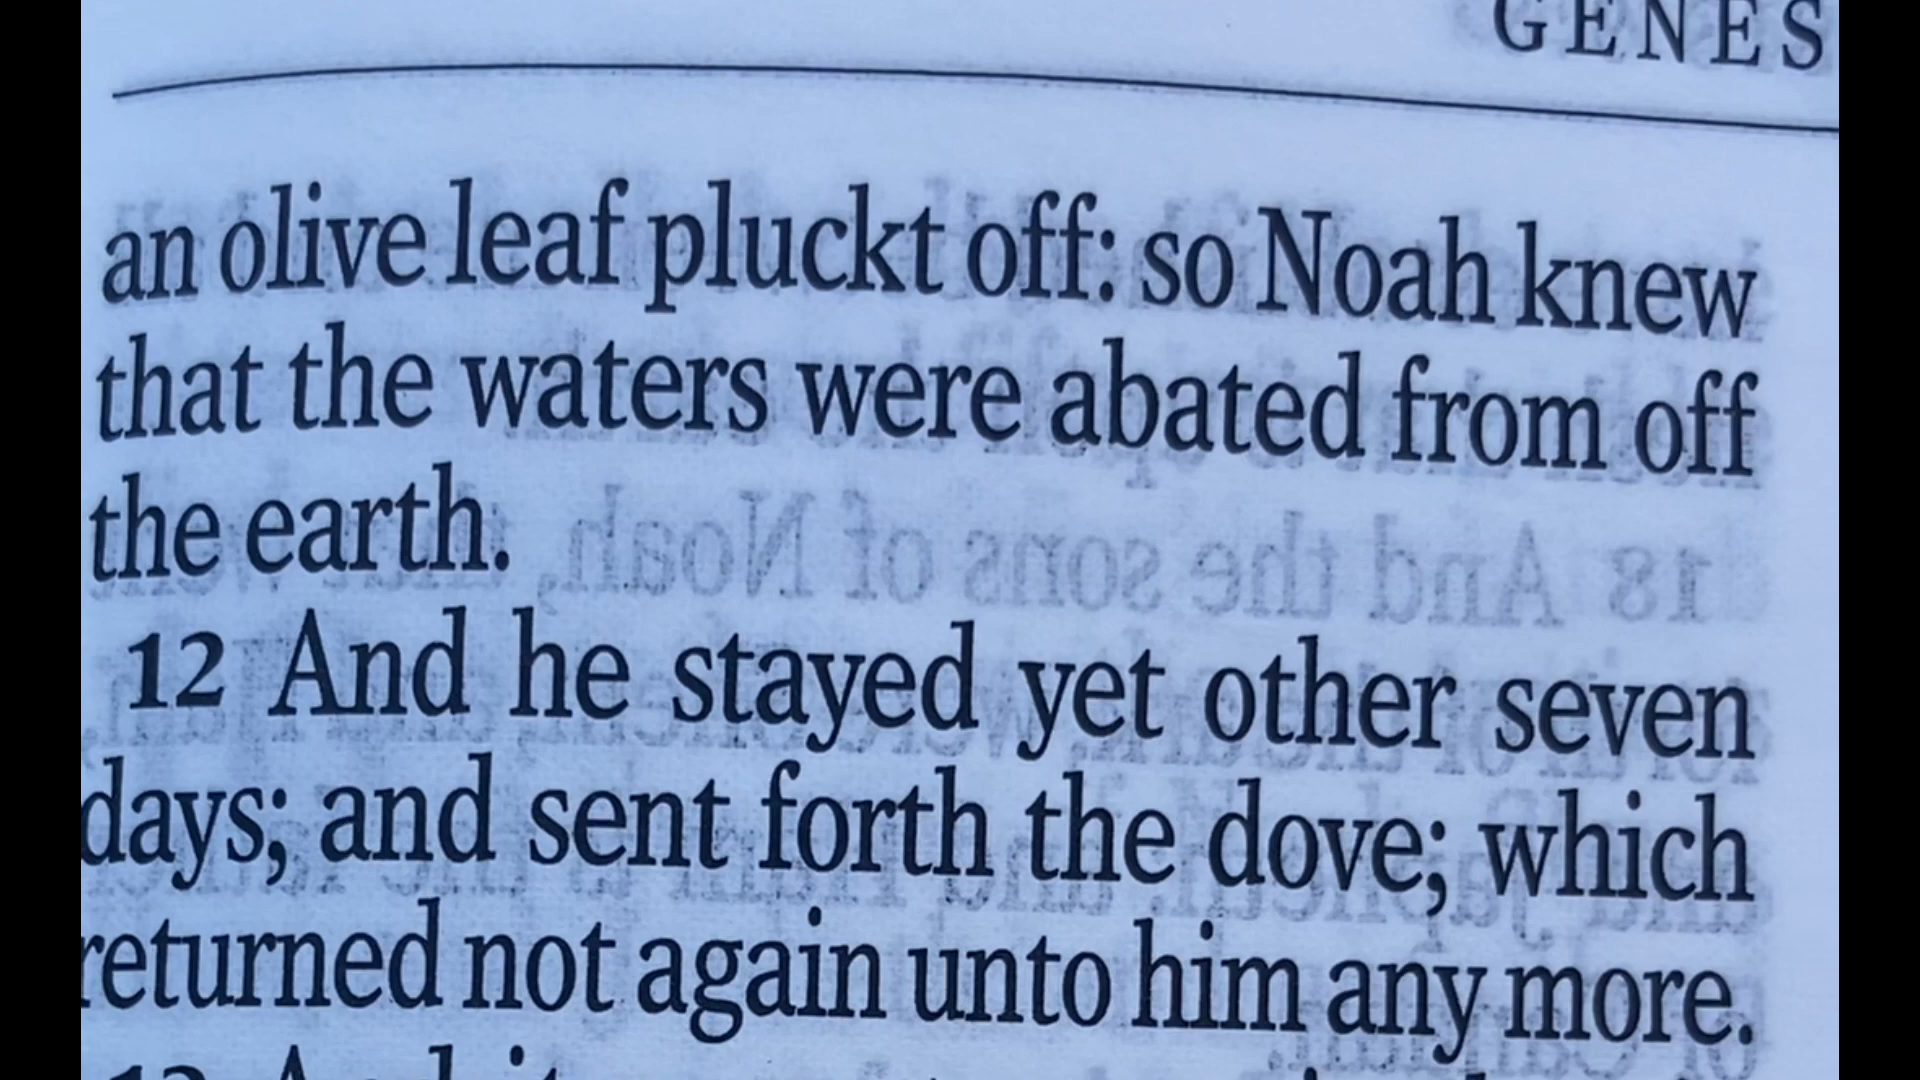 GENES
an olive leaf pluckt off: so Noah knew
that the waters were abated from off
the earth.
12 And he stayed yet other seven
days; and sent forth the dove; which
returned not again unto him any more.